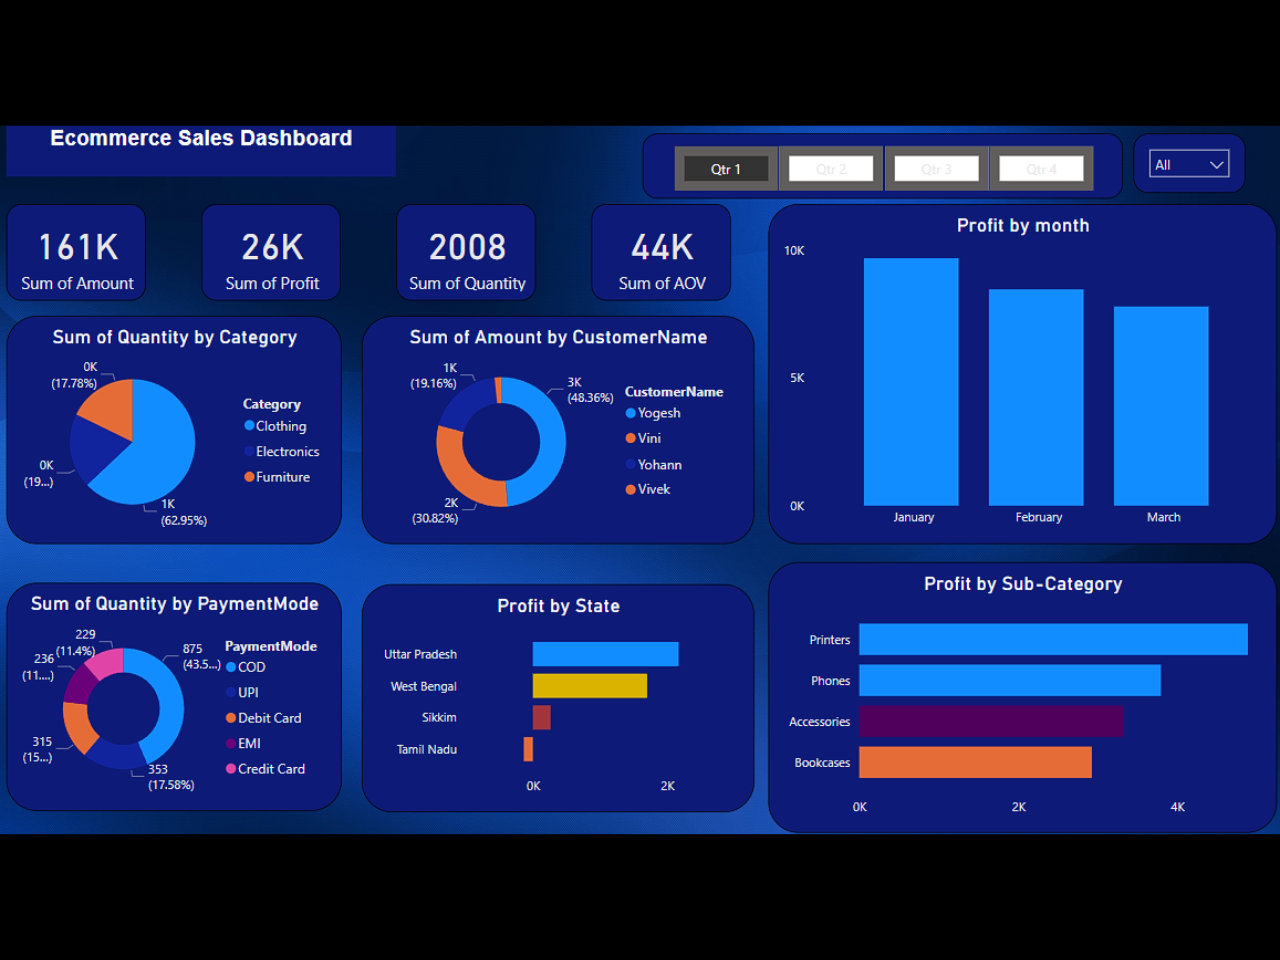 Ecommerce Sales Dashboard
Qtr 1
Qtr 2
Qtr 3
Qtr 4
All
161K
Sum of Amount
26K
Sum of Profit
2008
Sum of Quantity
44K
Sum of AOV
Sum of Quantity by Category
0K
(17.78%)
0K
(19...)
1K
(62.95%)
Category
Clothing
Electronics
Furniture
Sum of Amount by CustomerName
1K
(19.16%)
3K
(48.36%)
2K
(30.82%)
CustomerName
Yogesh
Vini
Yohann
Vivek
Profit by month
10K
5K
0K
January
February
March
Sum of Quantity by PaymentMode
229
(11.4%)
236
(11....)
315
(15...)
875
(43.5...)
353
(17.58%)
PaymentMode
COD
UPI
Debit Card
EMI
Credit Card
Profit by State
Uttar Pradesh
West Bengal
Sikkim
Tamil Nadu
0K
2K
Profit by Sub-Category
Printers
Phones
Accessories
Bookcases
0K
2K
4K